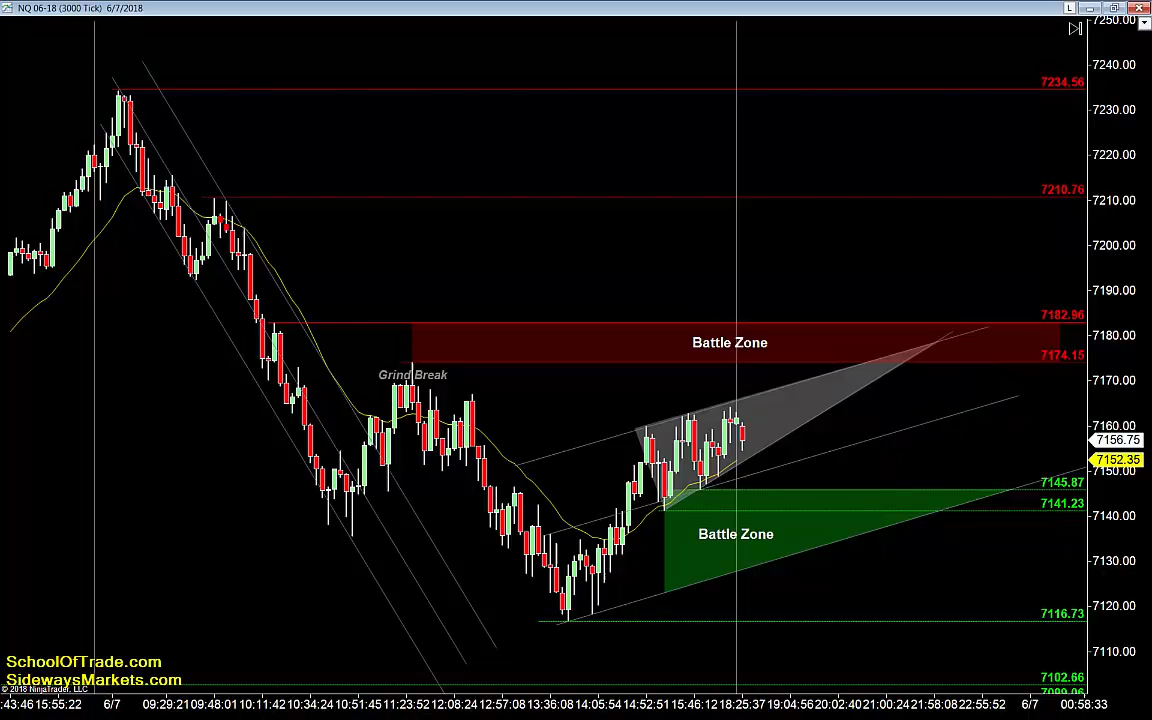 NQ 06-18 (3000 Tick) 6/7/2018
L
7250.00
7240.00
7234.56
7230.00
7220.00
7210.00
7210.76
7200.00
7190.00
7182.96
7180.00
Battle Zone
7174.15
7170.00
Grind Break
7160.00
7156.75
7152.35
7150.00
7145.87
7141.23
7140.00
Battle Zone
7130.00
7120.00
7116.73
7110.00
SchoolOfTrade.com
SidewaysMarkets.com
7102.66
© 2018 NinjaTrader, LLC
7099.06
:43:46 15:55:22 6/7 09:29:21 09:48:01 10:11:42 10:34:24 10:51:45 11:23:52 12:08:24 12:57:08 13:36:08 14:05:54 14:52:51 15:46:12 18:25:37 19:04:56 20:02:40 21:00:24 21:58:08 22:55:52 6/7 00:58:33